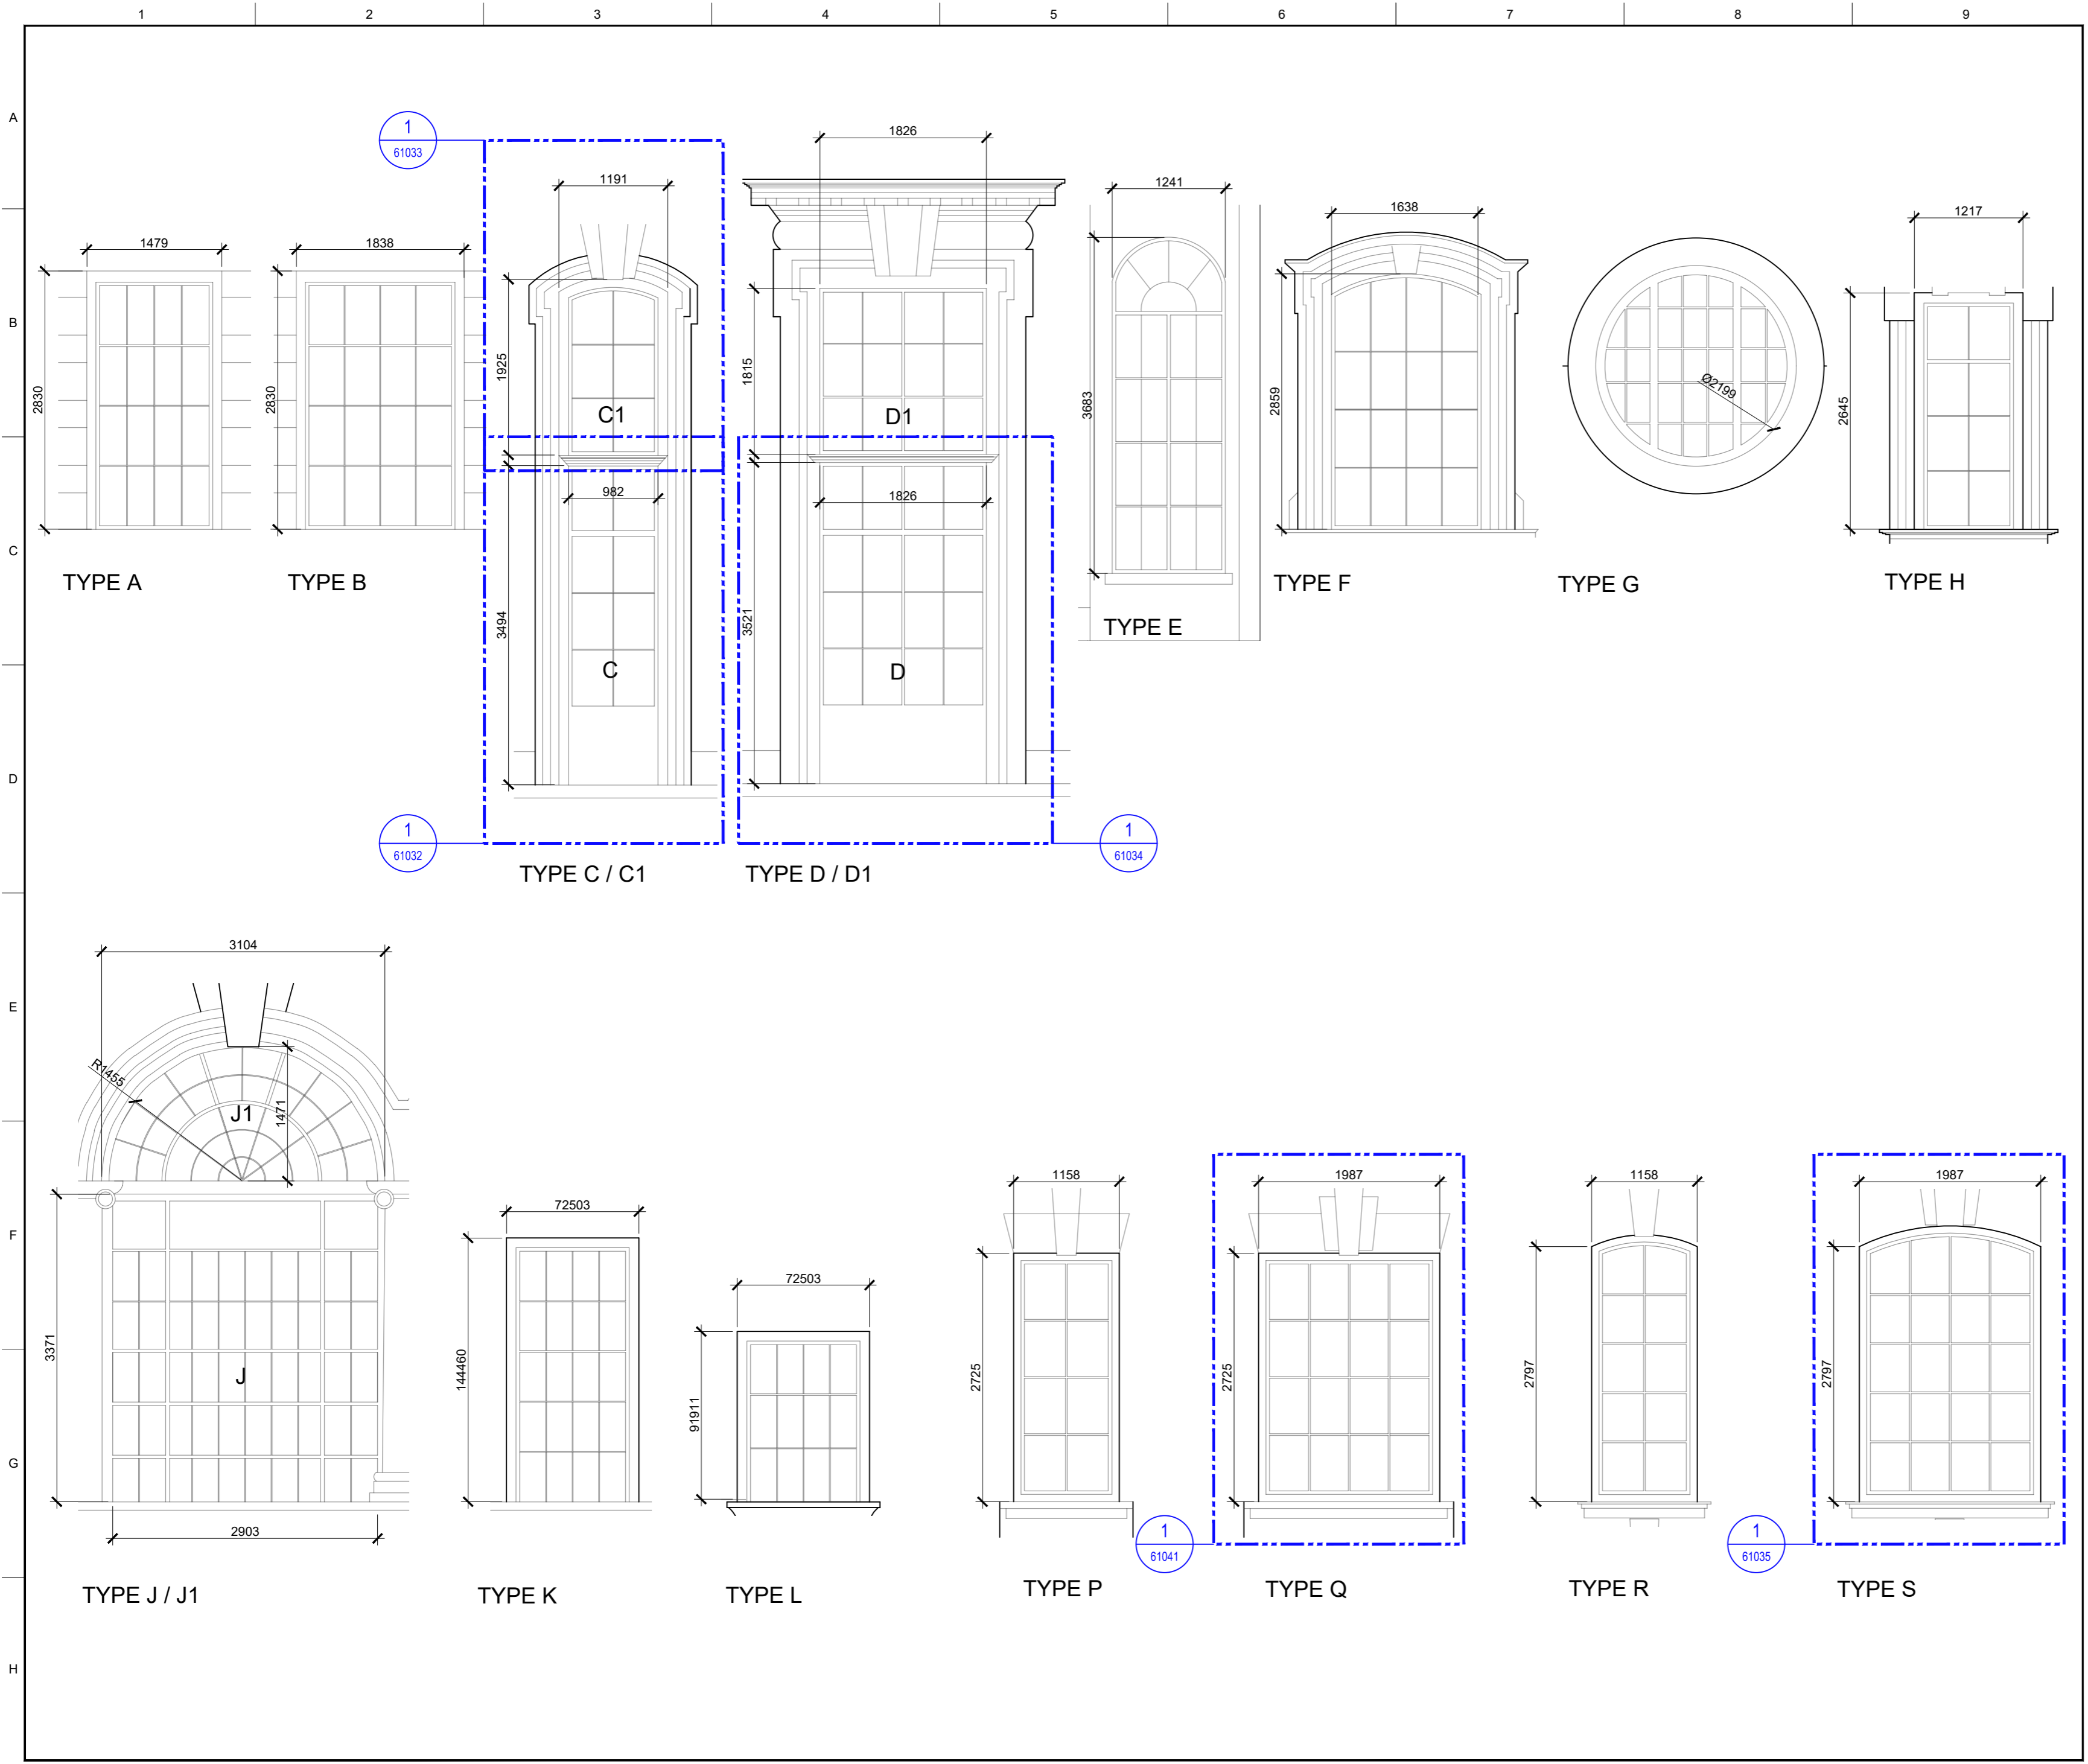 1 2 3 4 5 6 7 8 9
A
B
C
D
E
F
G
H
1479
2830
TYPE A
1838
2830
TYPE B
1
61033
1191
1925
C1
982
3494
C
1
61032
TYPE C / C1
1826
1815
D1
1826
3521
D
1
61034
TYPE D / D1
1241
3683
TYPE E
1638
2859
TYPE F
Ø2199
TYPE G
1217
2645
TYPE H
3104
R1455
J1
1471
3371
J
2903
TYPE J / J1
72503
144460
TYPE K
72503
91911
TYPE L
1158
2725
TYPE P
1987
2725
1
61041
TYPE Q
1158
2797
TYPE R
1987
2797
1
61035
TYPE S